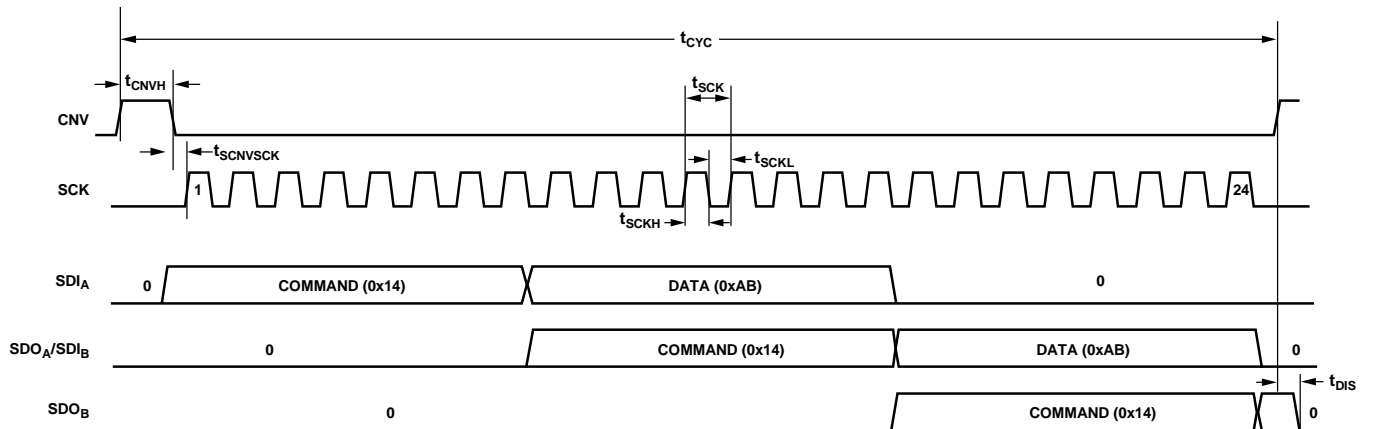 tCYC
tCNVH
tSCK
CNV
tSCNVSCK
tSCKL
SCK
1
24
tSCKH
SDIA
0
COMMAND (0x14)
DATA (0xAB)
0
SDOA/SDIB
0
COMMAND (0x14)
DATA (0xAB)
0
tDIS
SDOB
0
COMMAND (0x14)
0